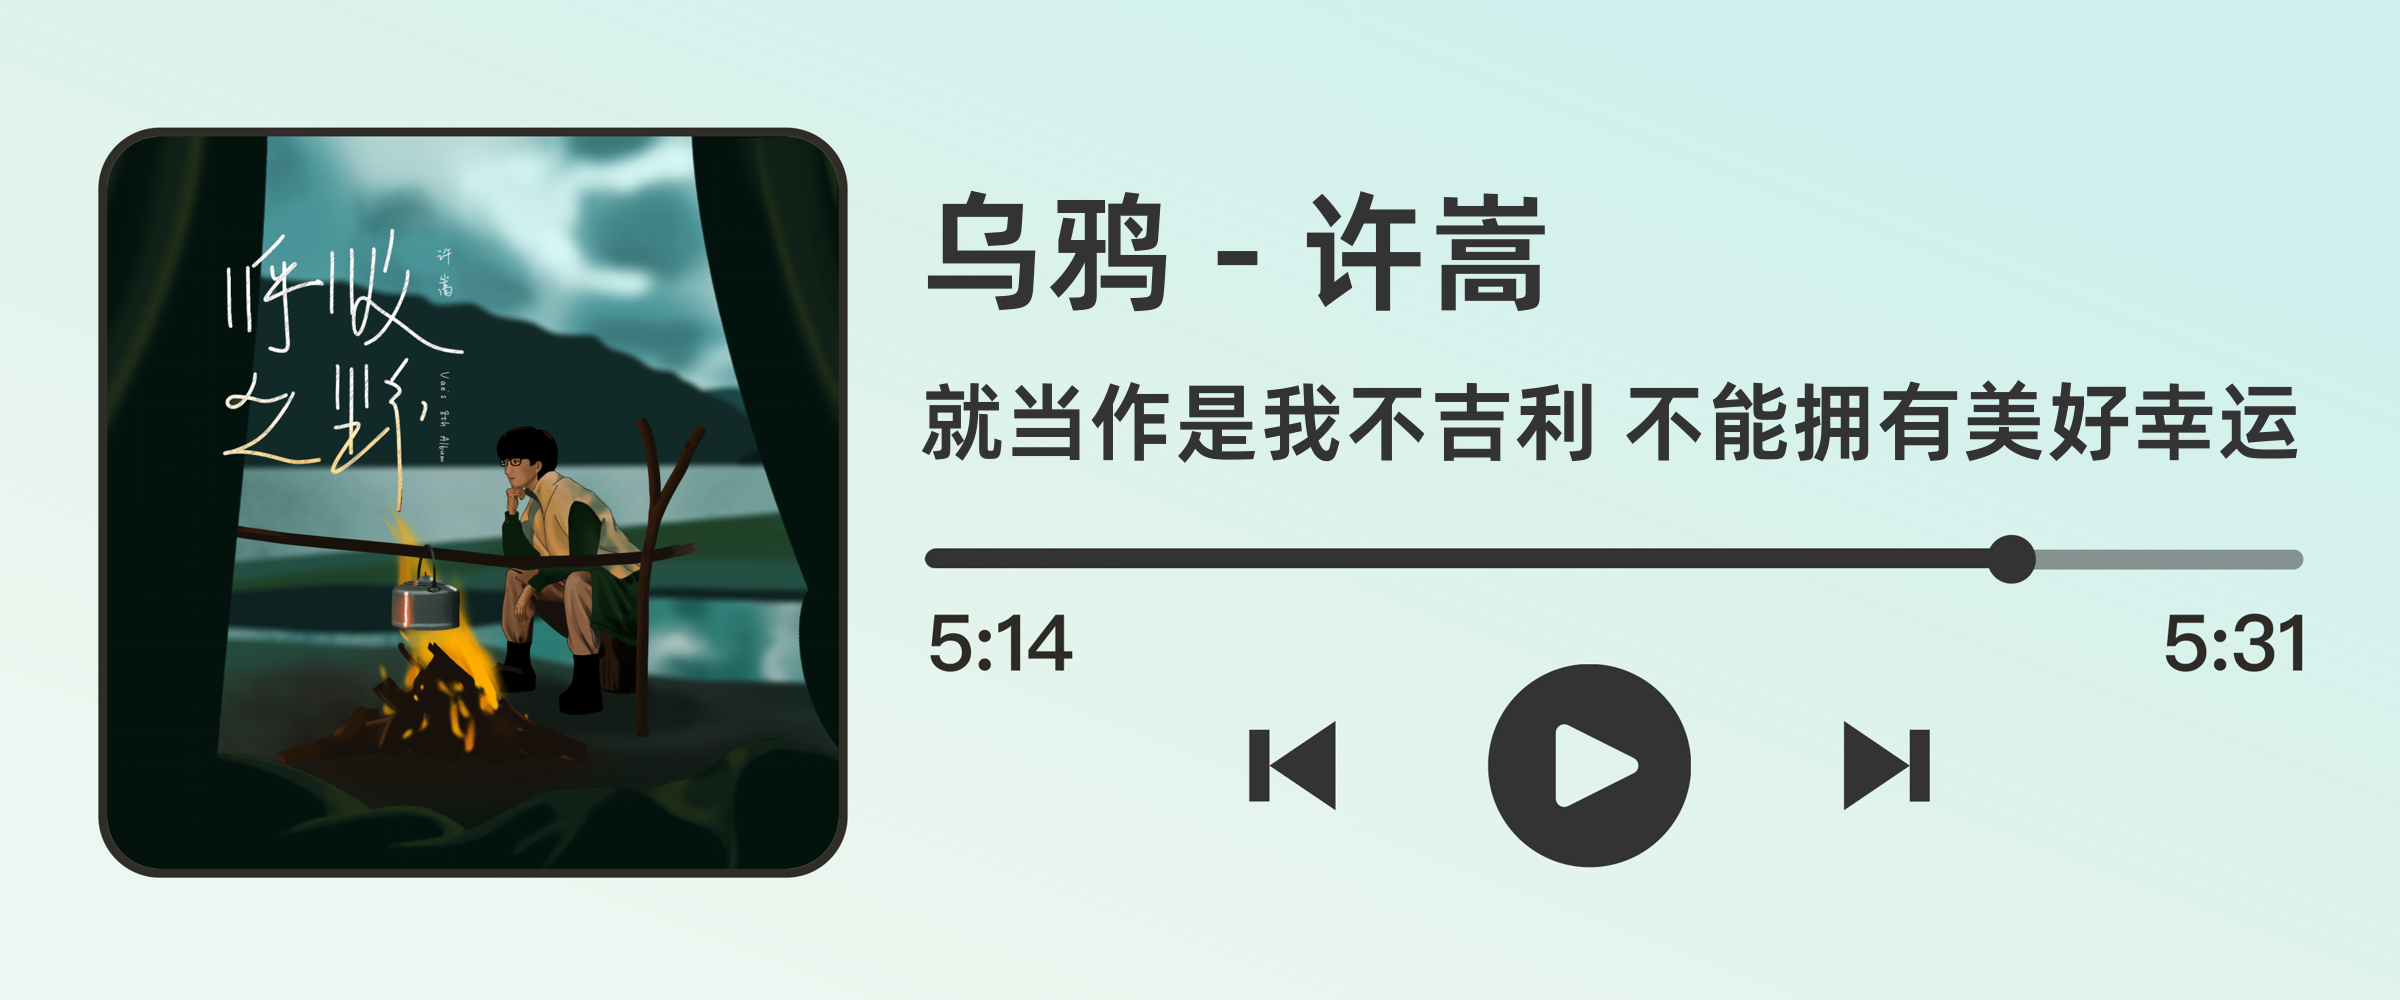 呼吸
之野
许嵩
Vae's 8th Album
乌鸦 - 许嵩
就当作是我不吉利 不能拥有美好幸运
5:14
5:31